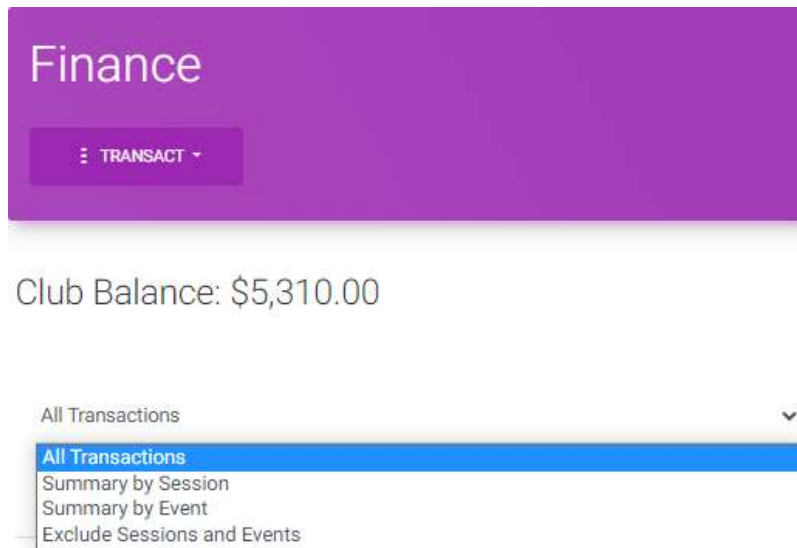 Finance
TRANSACT
Club Balance: $5,310.00
All Transactions
All Transactions
Summary by Session
Summary by Event
Exclude Sessions and Events